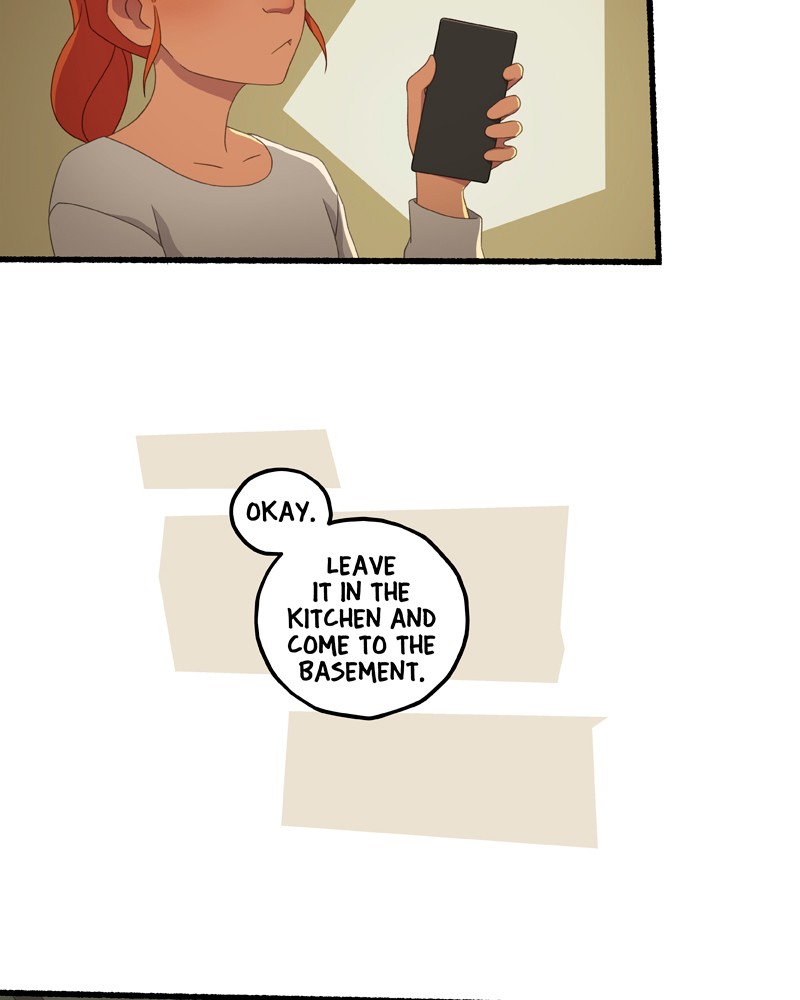 OKAY.
LEAVE
IT IN THE
KITCHEN AND
COME TO THE
BASEMENT.